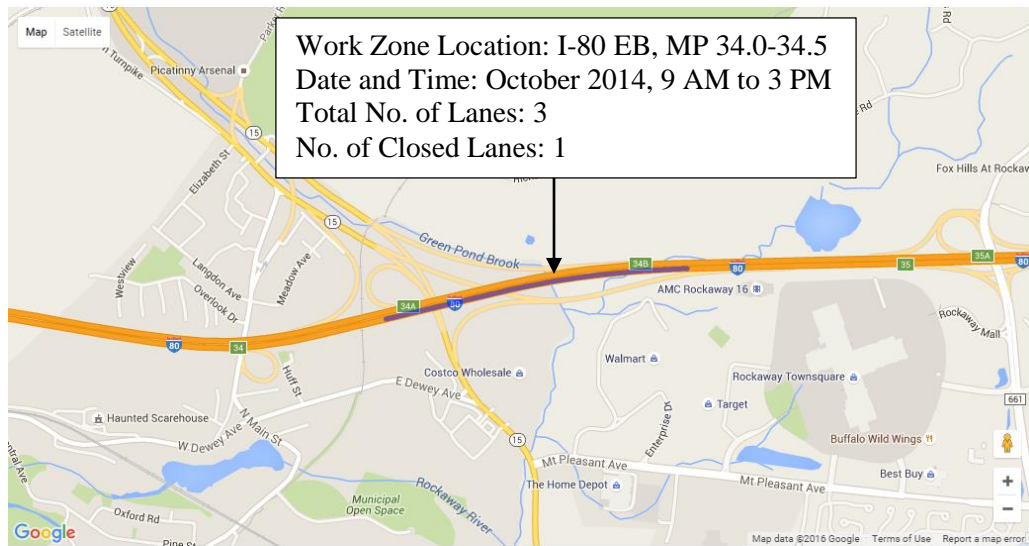 Map Satellite
Work Zone Location: I-80 EB, MP 34.0-34.5
Date and Time: October 2014, 9 AM to 3 PM
Total No. of Lanes: 3
No. of Closed Lanes: 1
Turnpike
Picatinny Arsenal
15
Elizabeth St
Fox Hills At Rockaw
15
15
Green Pond Brook
Westview
Langdon Ave
Overlook Dr
Meadow Ave
34B
80
35
35A
80
AMC Rockaway 16
34A
80
Rockaway Mall
80
34
Huff St
Costco Wholesale
E Dewey Ave
Walmart
Rockaway Townsquare
Target
661
Haunted Scarehouse
N Main St
W Dewey Ave
Enterprise Dr
15
Buffalo Wild Wings
Mt Pleasant Ave
Best Buy
Mt Pleasant Ave
The Home Depot
Rockaway River
Municipal
Open Space
Oxford Rd
+
−
Google
Map data ©2016 Google Terms of Use Report a map error